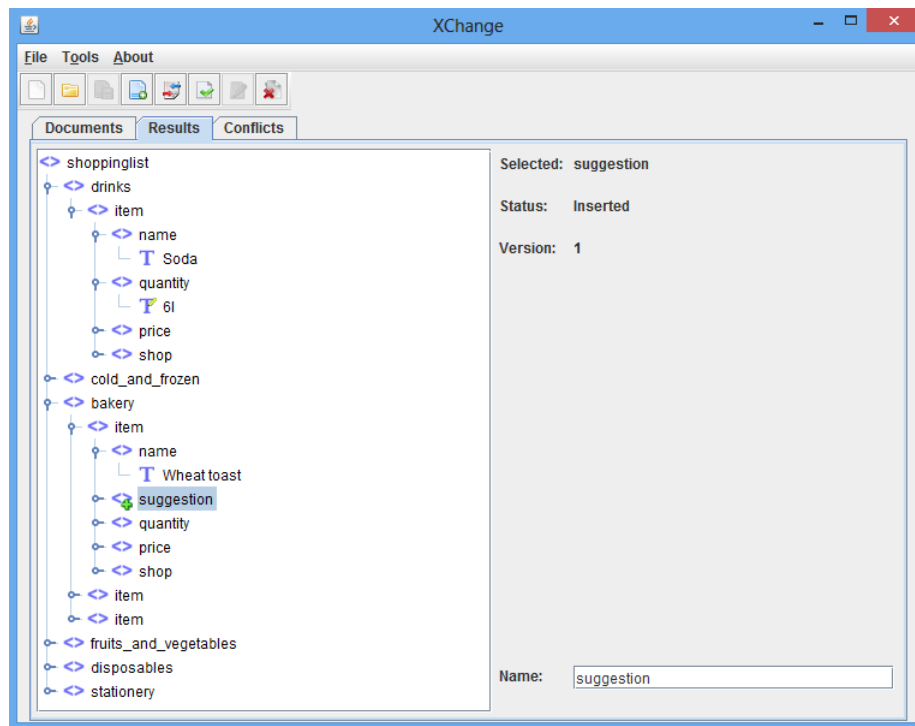 XChange
File Tools About
Documents Results Conflicts
<> shoppinglist
<> drinks
<> item
<> name
T Soda
<> quantity
T 6l
<> price
<> shop
<> cold_and_frozen
<> bakery
<> item
<> name
T Wheat toast
<> suggestion
<> quantity
<> price
<> shop
<> item
<> item
<> fruits_and_vegetables
<> disposables
<> stationery
Selected: suggestion
Status: Inserted
Version: 1
Name: suggestion